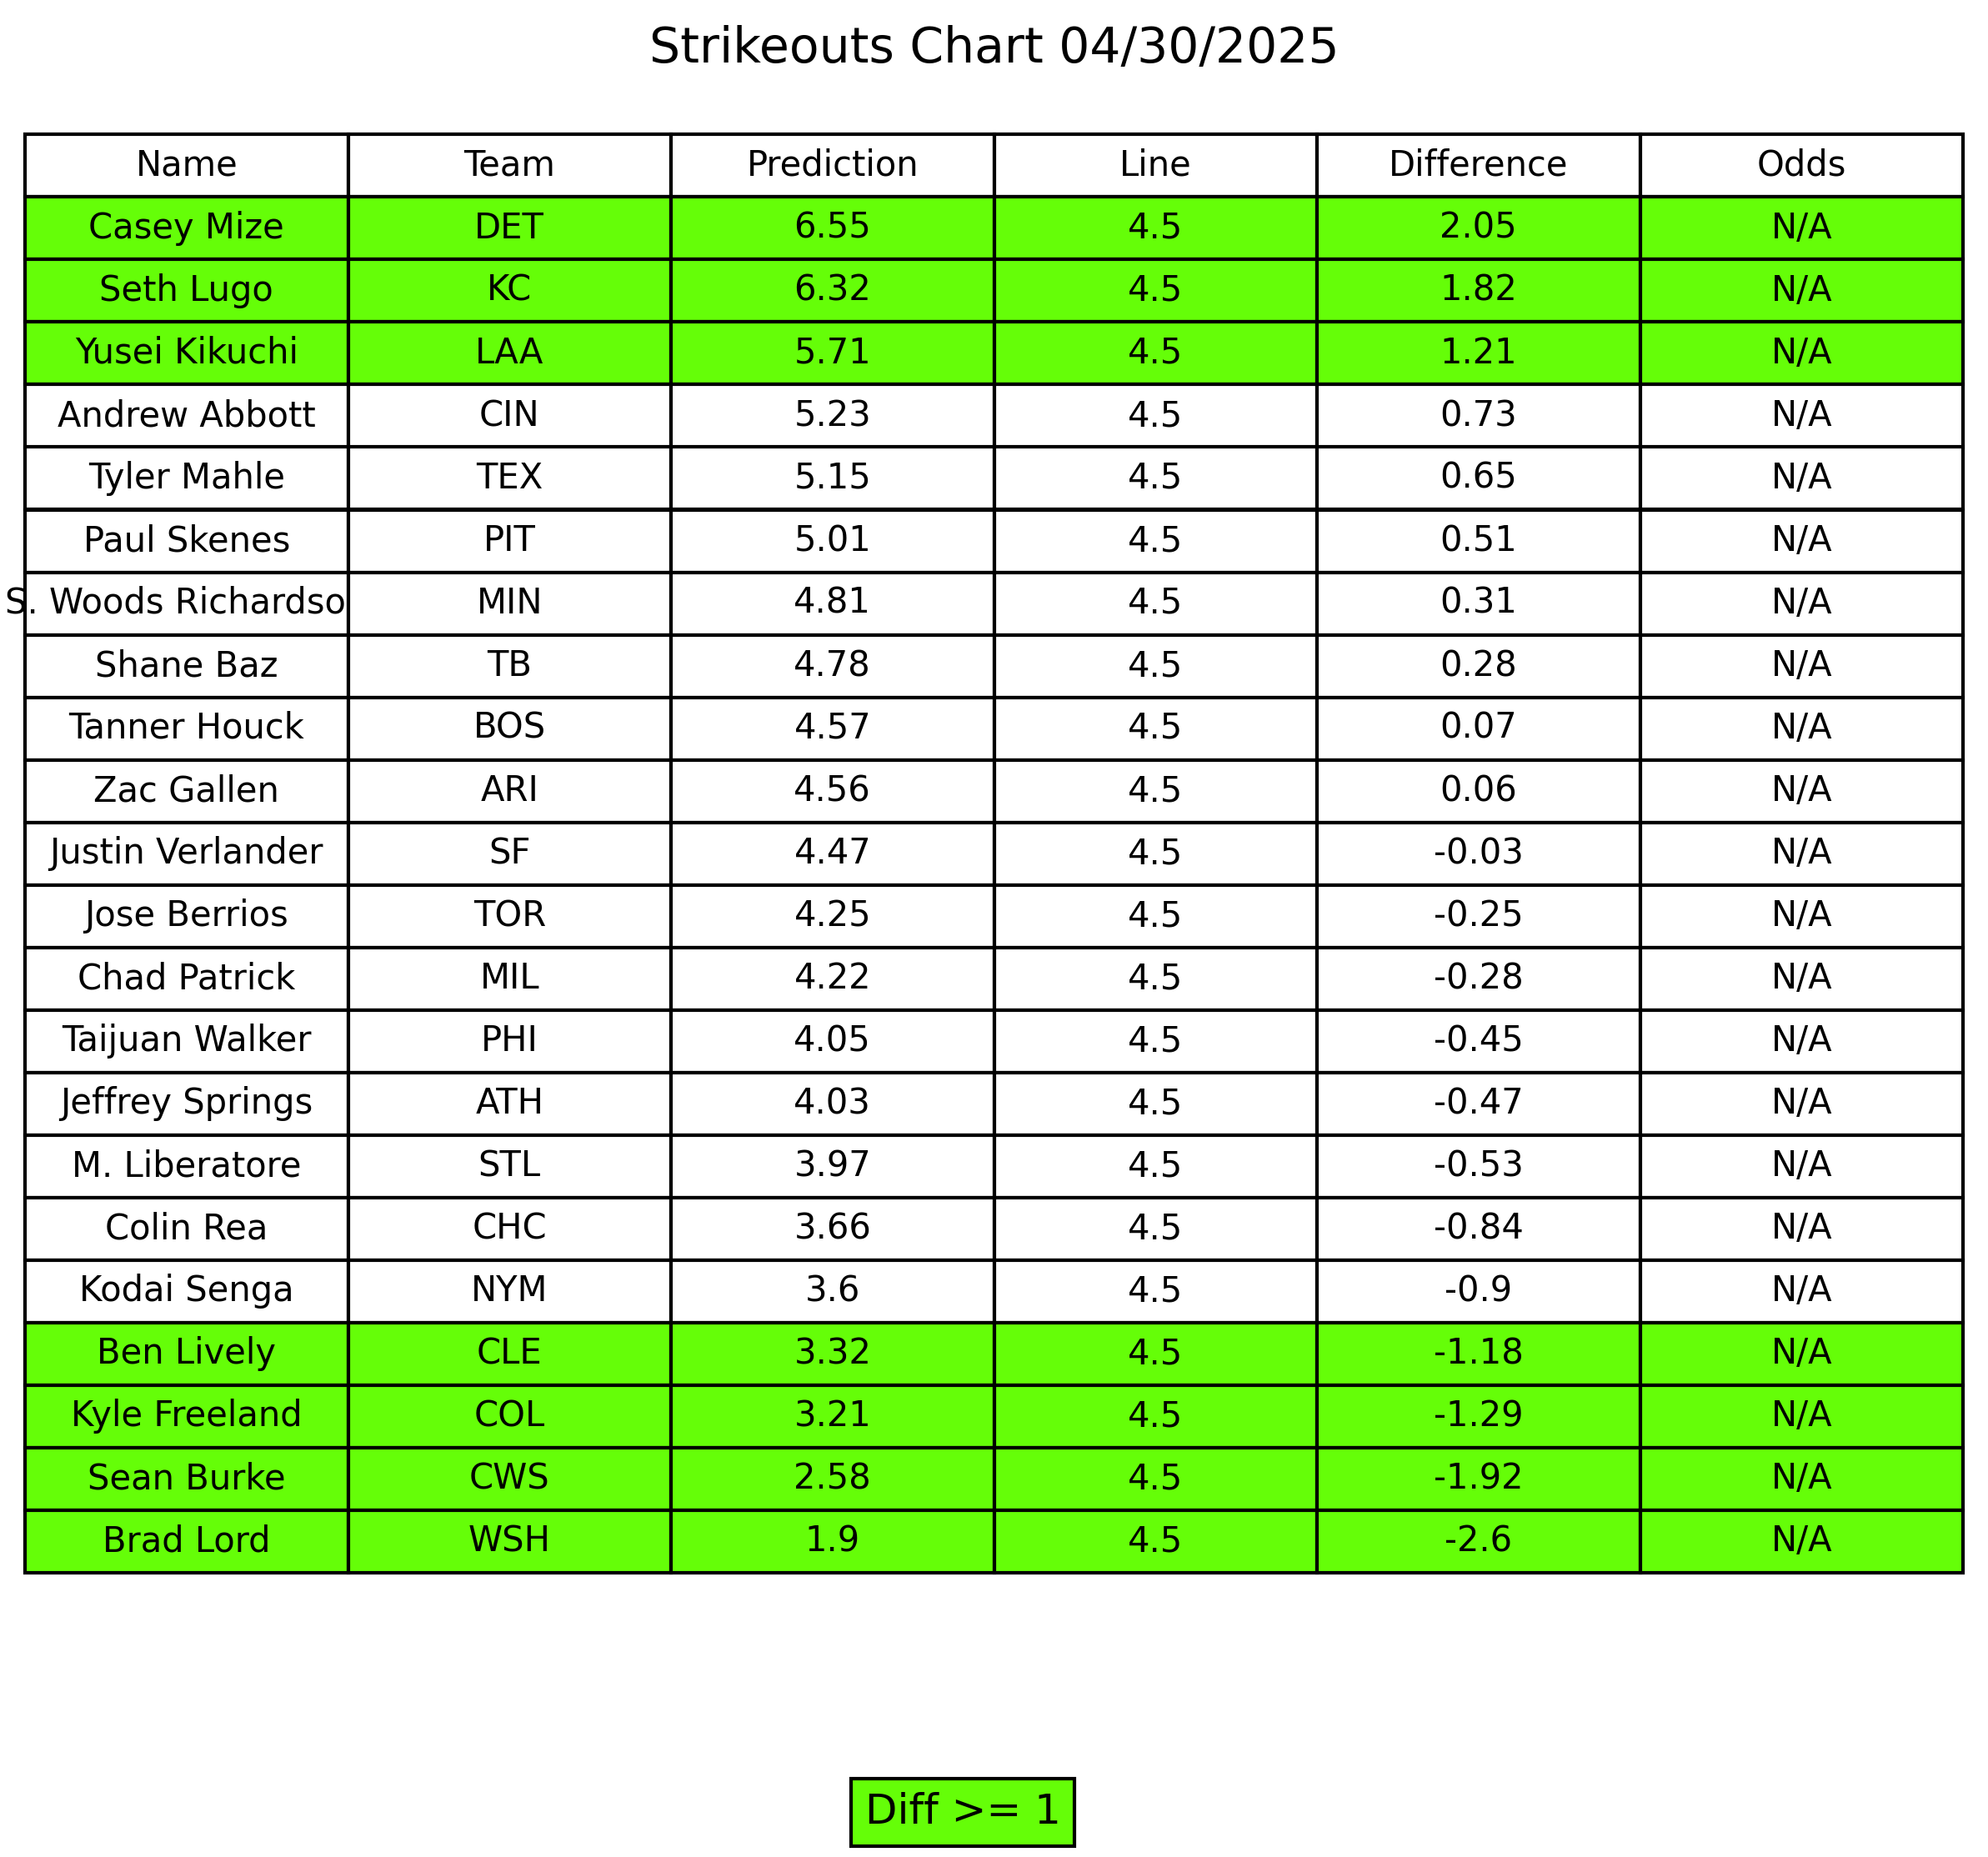 Strikeouts Chart 04/30/2025
Name Team Prediction Line Difference Odds
Casey Mize DET 6.55 4.5 2.05 N/A
Seth Lugo KC 6.32 4.5 1.82 N/A
Yusei Kikuchi LAA 5.71 4.5 1.21 N/A
Andrew Abbott CIN 5.23 4.5 0.73 N/A
Tyler Mahle TEX 5.15 4.5 0.65 N/A
Paul Skenes PIT 5.01 4.5 0.51 N/A
S. Woods Richardso MIN 4.81 4.5 0.31 N/A
Shane Baz TB 4.78 4.5 0.28 N/A
Tanner Houck BOS 4.57 4.5 0.07 N/A
Zac Gallen ARI 4.56 4.5 0.06 N/A
Justin Verlander SF 4.47 4.5 -0.03 N/A
Jose Berrios TOR 4.25 4.5 -0.25 N/A
Chad Patrick MIL 4.22 4.5 -0.28 N/A
Taijuan Walker PHI 4.05 4.5 -0.45 N/A
Jeffrey Springs ATH 4.03 4.5 -0.47 N/A
M. Liberatore STL 3.97 4.5 -0.53 N/A
Colin Rea CHC 3.66 4.5 -0.84 N/A
Kodai Senga NYM 3.6 4.5 -0.9 N/A
Ben Lively CLE 3.32 4.5 -1.18 N/A
Kyle Freeland COL 3.21 4.5 -1.29 N/A
Sean Burke CWS 2.58 4.5 -1.92 N/A
Brad Lord WSH 1.9 4.5 -2.6 N/A
Diff >= 1